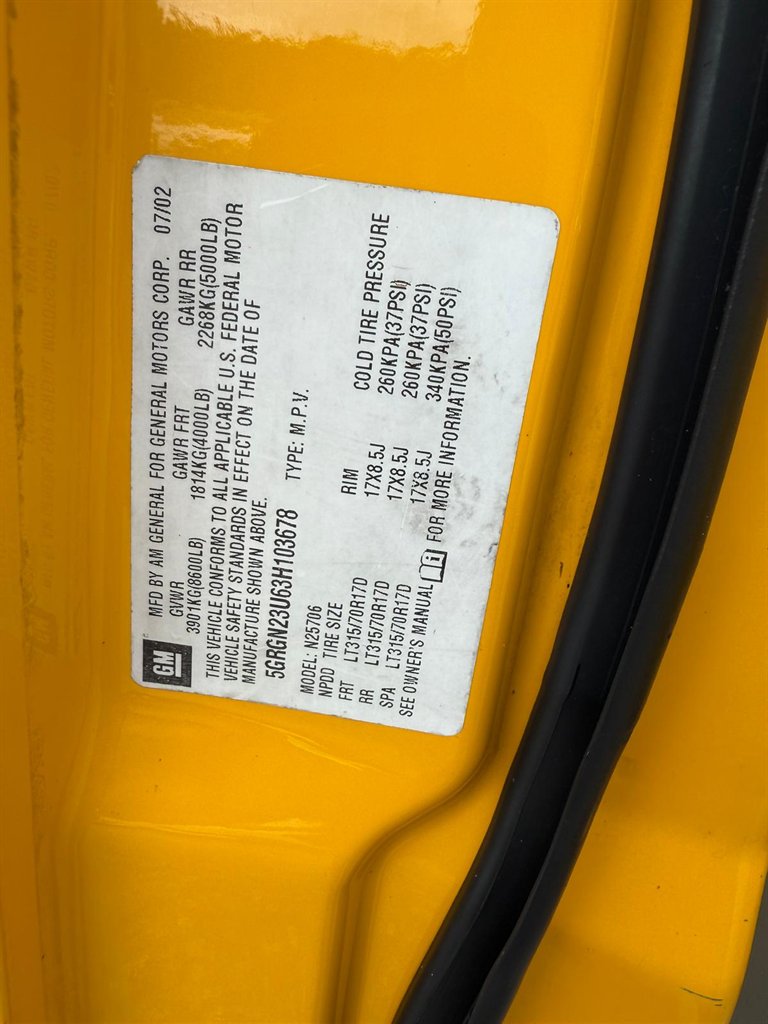 GM
MFD BY AM GENERAL FOR GENERAL MOTORS CORP. 07/02
GVWR GAWR FRT GAWR RR
3901KG(8600LB) 1814KG(4000LB) 2268KG(5000LB)
THIS VEHICLE CONFORMS TO ALL APPLICABLE U.S. FEDERAL MOTOR
VEHICLE SAFETY STANDARDS IN EFFECT ON THE DATE OF
MANUFACTURE SHOWN ABOVE.
5GRGN23U63H103678 TYPE: M.P.V.
MODEL: N25706
NPDD TIRE SIZE RIM COLD TIRE PRESSURE
FRT LT315/70R17D 17X8.5J 260KPA(37PSI)
RR LT315/70R17D 17X8.5J 260KPA(37PSI)
SPA LT315/70R17D 17X8.5J 340KPA(50PSI)
SEE OWNER'S MANUAL FOR MORE INFORMATION.